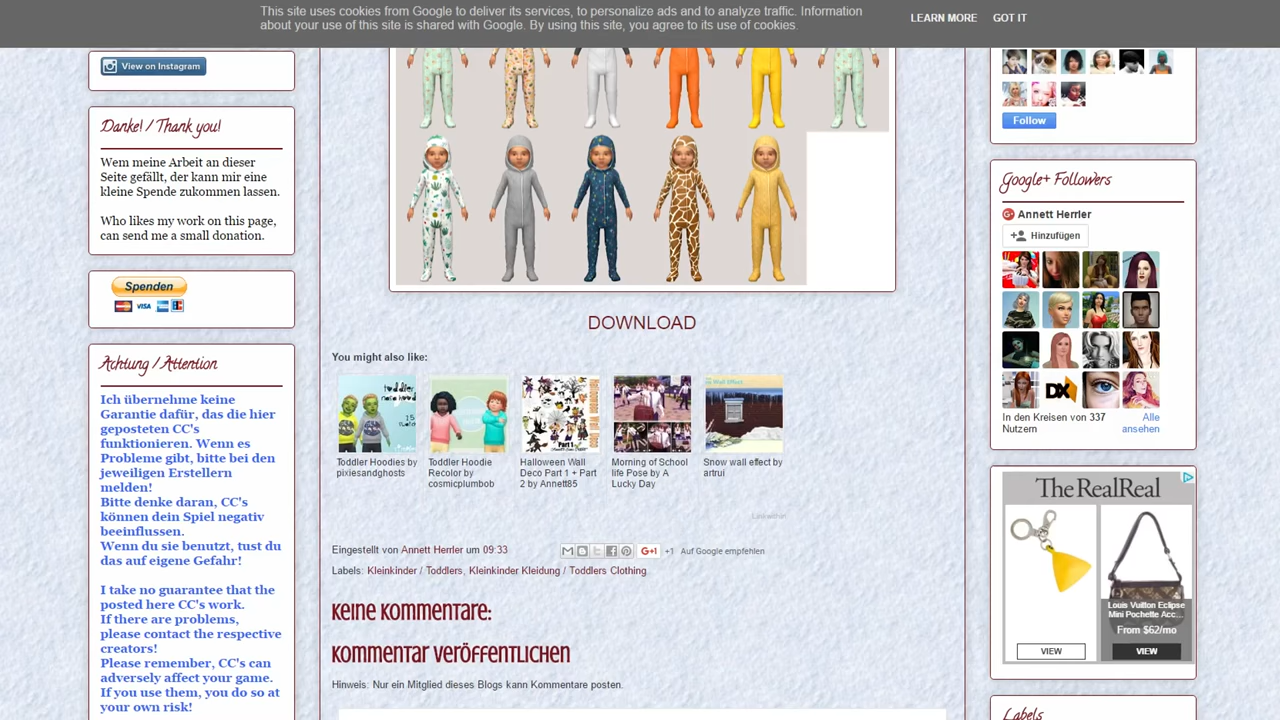 This site uses cookies from Google to deliver its services, to personalize ads and to analyze traffic. Information
about your use of this site is shared with Google. By using this site, you agree to its use of cookies.
LEARN MORE
GOT IT
View on Instagram
Danke! / Thank you!
Wem meine Arbeit an dieser
Seite gefällt, der kann mir eine
kleine Spende zukommen lassen.
Who likes my work on this page,
can send me a small donation.
Spenden
VISA
Achtung / Attention
Ich übernehme keine
Garantie dafür, das die hier
geposteten CC's
funktionieren. Wenn es
Probleme gibt, bitte bei den
jeweiligen Erstellern
melden!
Bitte denke daran, CC's
können dein Spiel negativ
beeinflussen.
Wenn du sie benutzt, tust du
das auf eigene Gefahr!
I take no guarantee that the
posted here CC's work.
If there are problems,
please contact the respective
creators!
Please remember, CC's can
adversely affect your game.
If you use them, you do so at
your own risk!
DOWNLOAD
You might also like:
Toddler Hoodies by
pixiesandghosts
Toddler Hoodie
Recolor by
cosmicplumbob
Halloween Wall
Deco Part 1 + Part
2 by Annett85
Morning of School
life Pose by A
Lucky Day
Snow wall effect by
artrui
Linkwithin
Eingestellt von Annett Herrler um 09:33
G+1 +1 Auf Google empfehlen
Labels: Kleinkinder / Toddlers, Kleinkinder Kleidung / Toddlers Clothing
Keine Kommentare:
Kommentar veröffentlichen
Hinweis: Nur ein Mitglied dieses Blogs kann Kommentare posten.
Follow
Google+ Followers
Annett Herrler
Hinzufügen
DX
In den Kreisen von 337
Nutzern
Alle
ansehen
The RealReal
Louis Vuitton Eclipse
Mini Pochette Acc...
From $62/mo
VIEW
VIEW
Labels